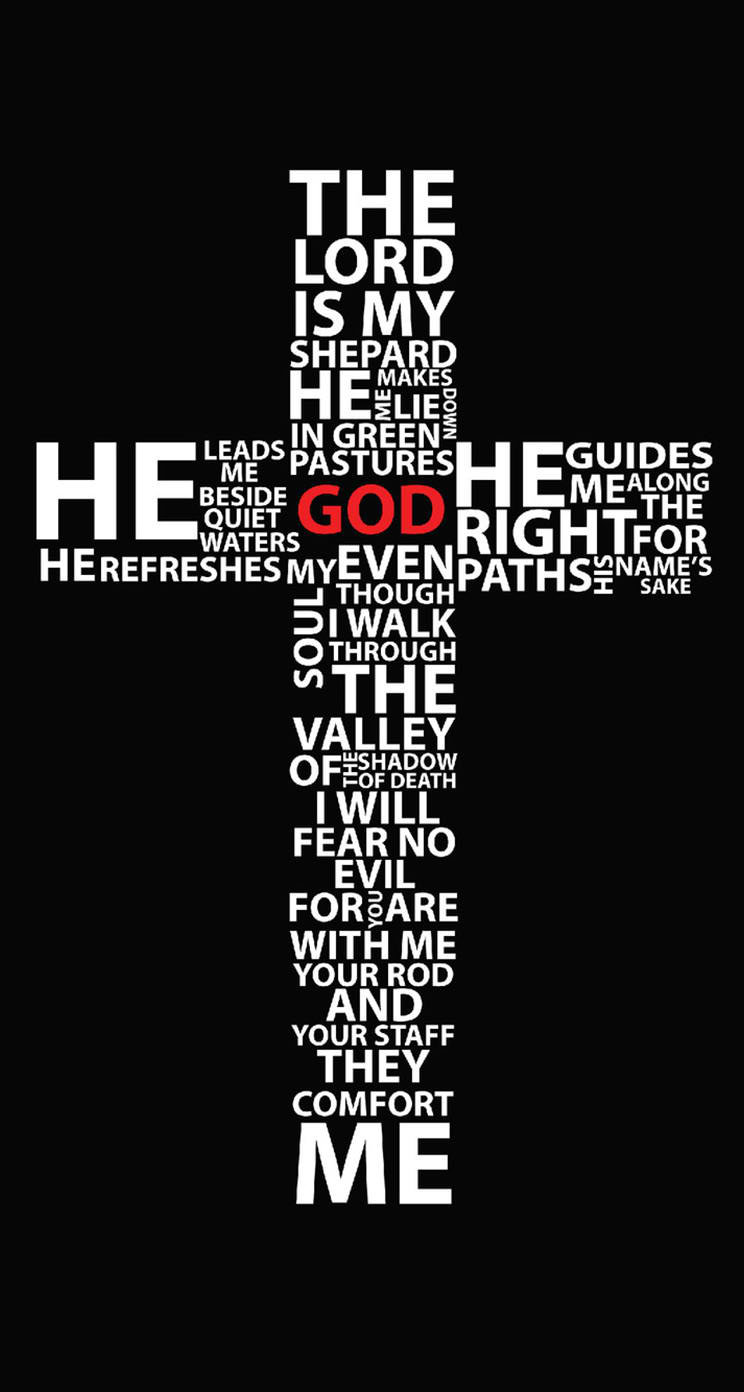 THE
LORD
IS MY
SHEPARD
HE MAKES
ME LIE DOWN
IN GREEN
PASTURES
HE LEADS
ME
BESIDE
QUIET
WATERS
HE REFRESHES MY
SOUL
GOD
HE GUIDES
ME ALONG
THE
RIGHT
PATHS
FOR
HIS NAME'S
SAKE
EVEN
THOUGH
I WALK
THROUGH
THE
VALLEY
OF THE SHADOW
OF DEATH
I WILL
FEAR NO
EVIL
FOR YOU ARE
WITH ME
YOUR ROD
AND
YOUR STAFF
THEY
COMFORT
ME